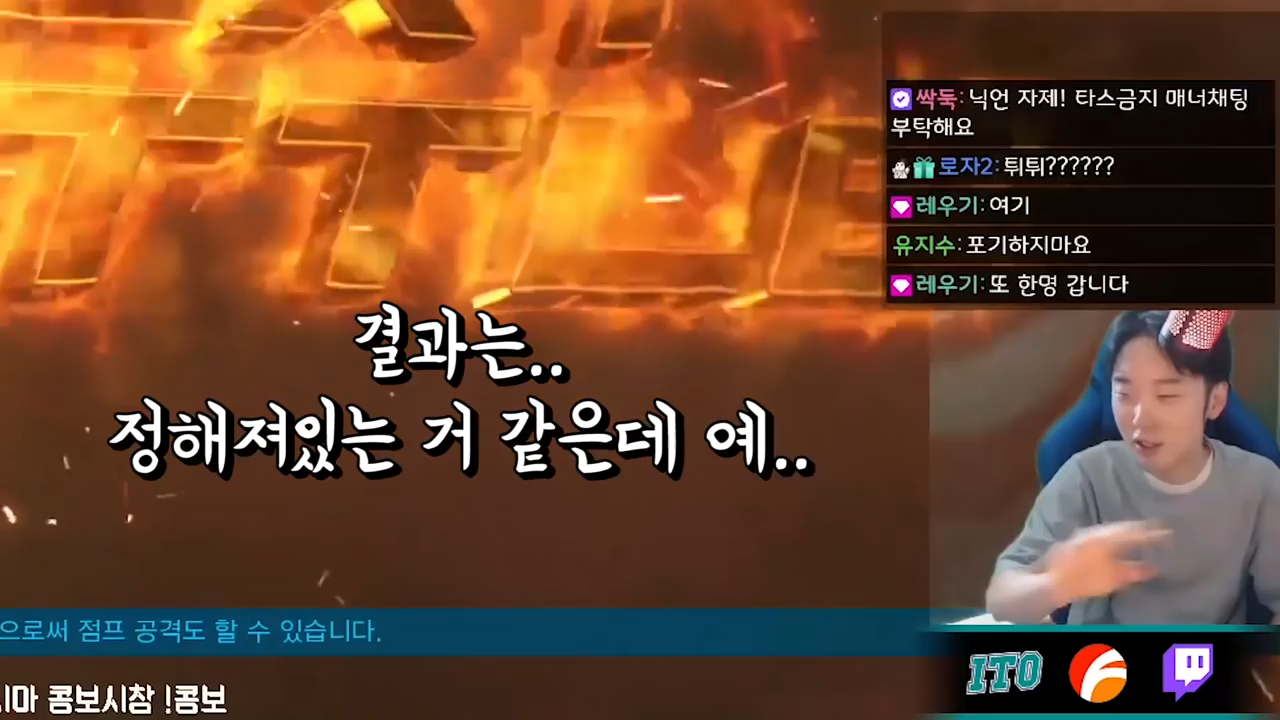 싹둑: 닉언 자제! 타스금지 매너채팅
부탁해요
로자2: 튀튀??????
레우기: 여기
유지수: 포기하지마요
레우기: 또 한명 갑니다
결과는..
정해져있는 거 같은데 예..
으로써 점프 공격도 할 수 있습니다.
시마 콤보시참 !콤보
ITO